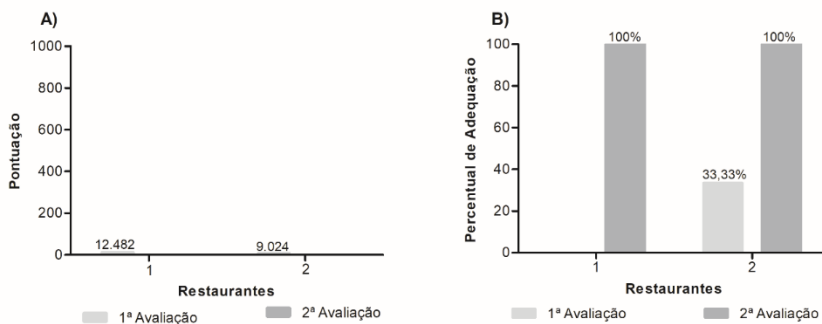 A)
Pontuação
1000
800
600
400
200
0
12.482
9.024
1
2
Restaurantes
1ª Avaliação
2ª Avaliação
B)
Percentual de Adequação
100
80
60
40
20
0
100%
33,33%
100%
1
2
Restaurantes
1ª Avaliação
2ª Avaliação